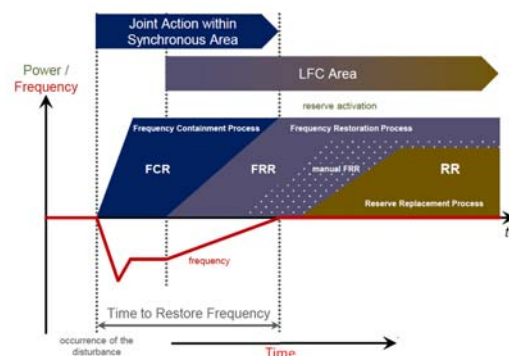 Joint Action within
Synchronous Area
Power /
Frequency
LFC Area
reserve activation
Frequency Containment Process
Frequency Restoration Process
FCR
FRR
manual FRR
RR
Reserve Replacement Process
t
frequency
Time to Restore Frequency
occurrence of the
disturbance
Time